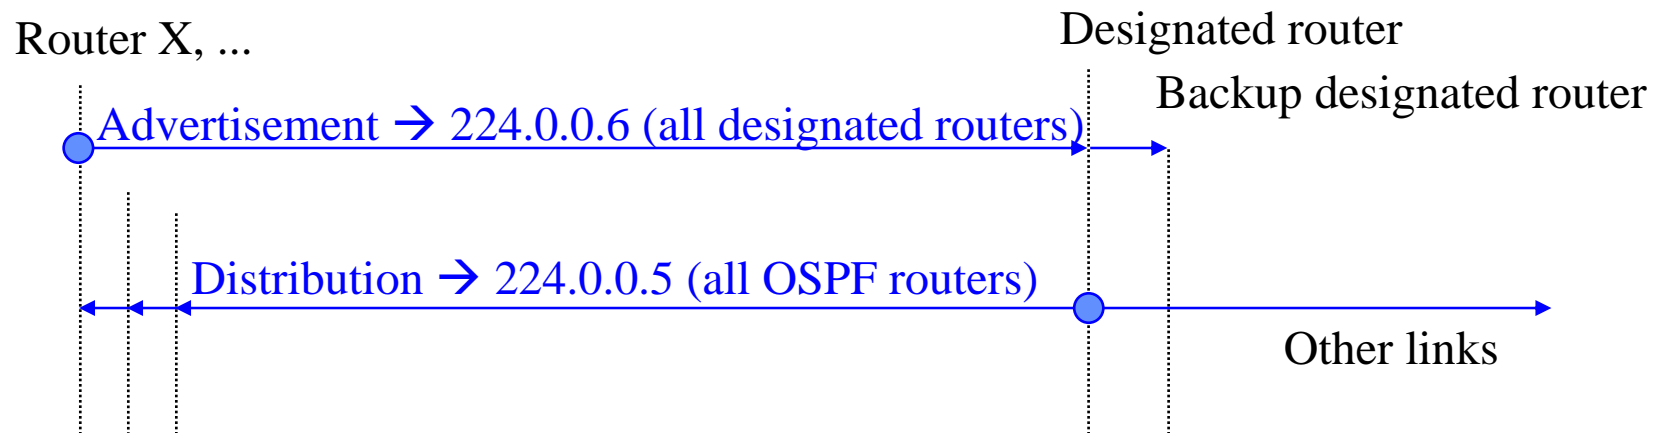 Router X, ...
Designated router
Backup designated router
Advertisement → 224.0.0.6 (all designated routers)
Distribution → 224.0.0.5 (all OSPF routers)
Other links